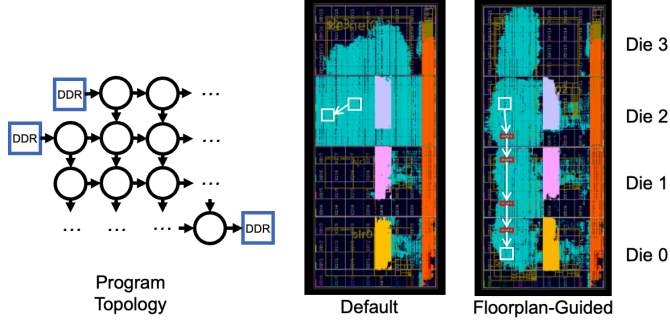 DDR
...
DDR
...
...
... ... ...
DDR
Program
Topology
Default
Floorplan-Guided
Die 3
Die 2
Die 1
Die 0